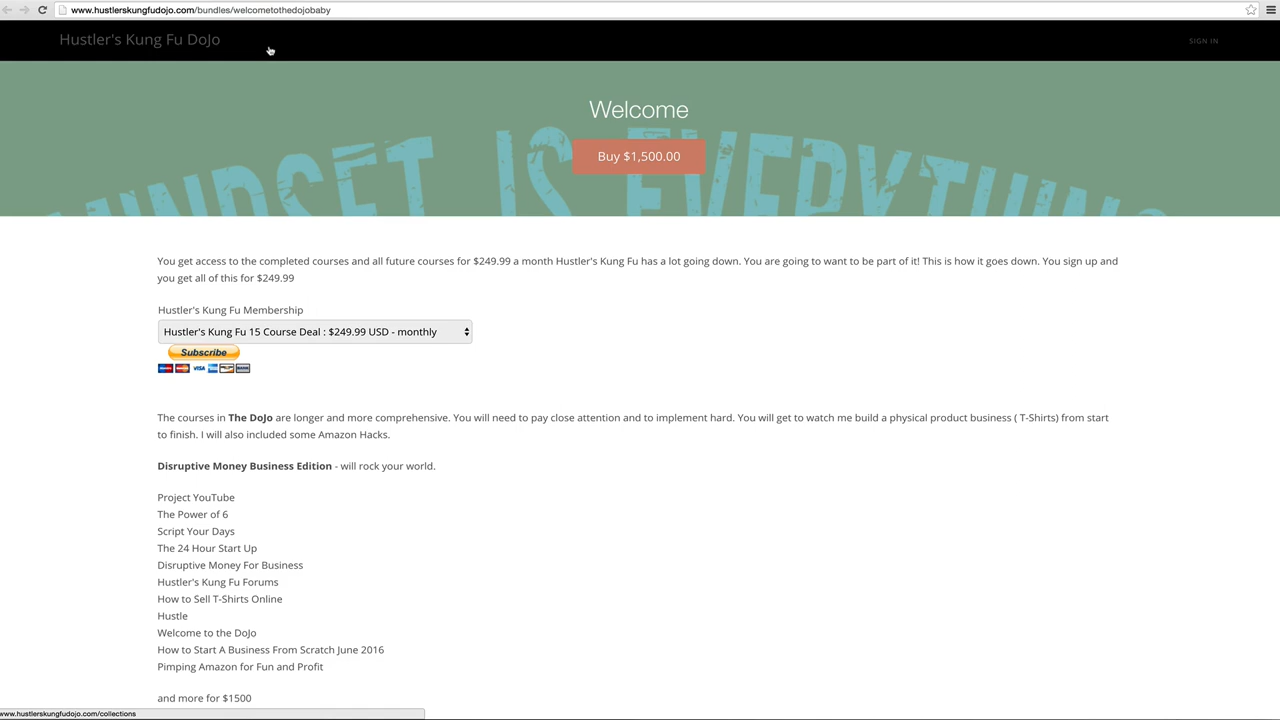 www.hustlerskungfudojo.com/bundles/welcometothedojobaby
Hustler's Kung Fu DoJo
SIGN IN
Welcome
Buy $1,500.00
MINDSET IS EVERYTHING
You get access to the completed courses and all future courses for $249.99 a month Hustler's Kung Fu has a lot going down. You are going to want to be part of it! This is how it goes down. You sign up and
you get all of this for $249.99
Hustler's Kung Fu Membership
Hustler's Kung Fu 15 Course Deal : $249.99 USD - monthly
Subscribe
VISA
The courses in The DoJo are longer and more comprehensive. You will need to pay close attention and to implement hard. You will get to watch me build a physical product business ( T-Shirts) from start
to finish. I will also included some Amazon Hacks.
Disruptive Money Business Edition - will rock your world.
Project YouTube
The Power of 6
Script Your Days
The 24 Hour Start Up
Disruptive Money For Business
Hustler's Kung Fu Forums
How to Sell T-Shirts Online
Hustle
Welcome to the DoJo
How to Start A Business From Scratch June 2016
Pimping Amazon for Fun and Profit
and more for $1500
www.hustlerskungfudojo.com/collections